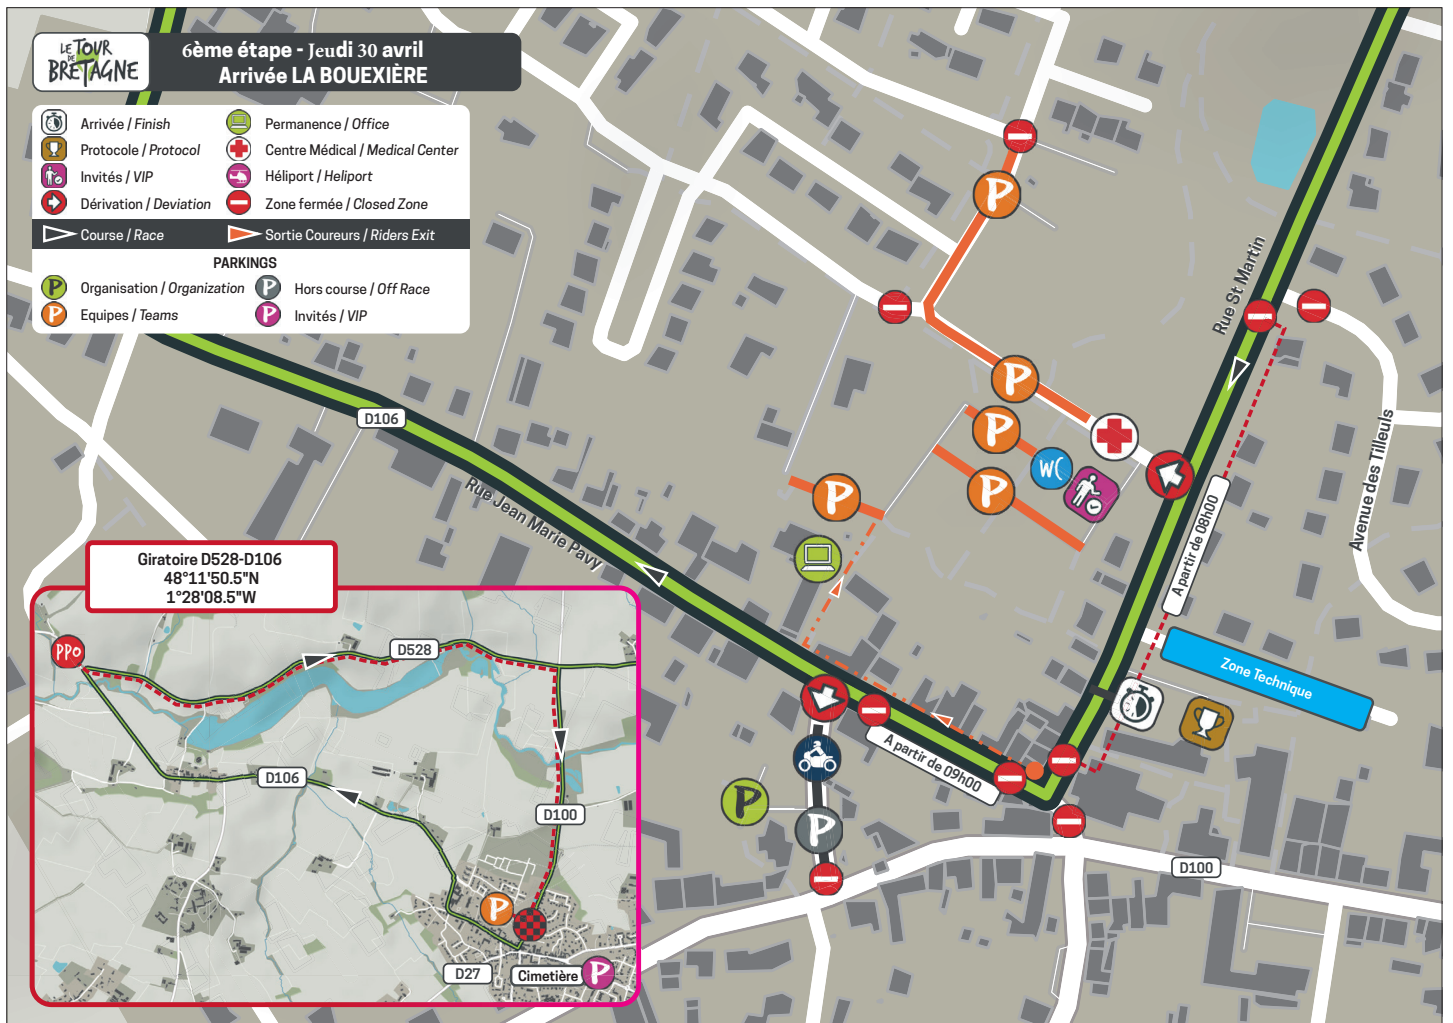 LE TOUR
DE
BRETAGNE
6ème étape - Jeudi 30 avril
Arrivée LA BOUEXIÈRE
Arrivée / Finish
Permanence / Office
Protocole / Protocol
Centre Médical / Medical Center
Invités / VIP
Héliport / Heliport
Dérivation / Deviation
Zone fermée / Closed Zone
Course / Race
Sortie Coureurs / Riders Exit
PARKINGS
P Organisation / Organization
P Hors course / Off Race
P Equipes / Teams
P Invités / VIP
P
Rue St Martin
P
D106
P
WC
P
P
Rue Jean Marie Pavy
Avenue des Tilleuls
A partir de 08h00
Zone Technique
A partir de 09h00
P
P
D100
Giratoire D528-D106
48°11'50.5"N
1°28'08.5"W
PPO
D528
D106
D100
P
D27
Cimetière
P